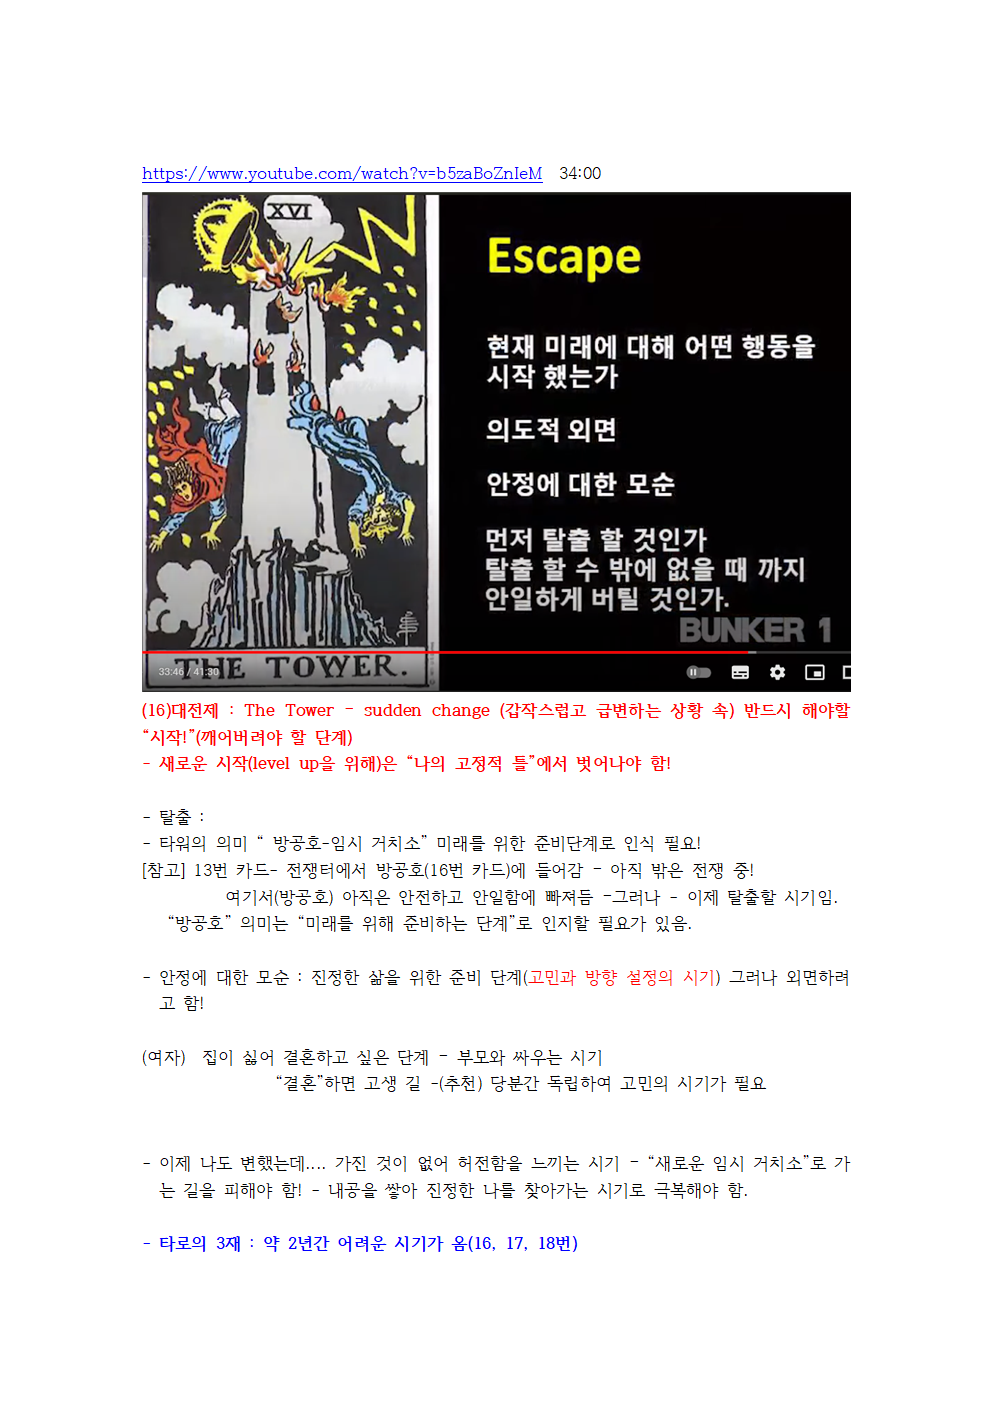 https://www.youtube.com/watch?v=b5zaBoZnIeM 34:00
XVI
Escape
현재 미래에 대해 어떤 행동을
시작 했는가
의도적 외면
안정에 대한 모순
먼저 탈출 할 것인가
탈출 할 수 밖에 없을 때 까지
안일하게 버틸 것인가.
BUNKER 1
THE TOWER.
33:46 / 41:30
(16)대전제 : The Tower - sudden change (갑작스럽고 급변하는 상황 속) 반드시 해야할
“시작!”(깨어버려야 할 단계)
- 새로운 시작(level up을 위해)은 “나의 고정적 틀”에서 벗어나야 함!
- 탈출 :
- 타워의 의미 “ 방공호-임시 거치소” 미래를 위한 준비단계로 인식 필요!
[참고] 13번 카드- 전쟁터에서 방공호(16번 카드)에 들어감 - 아직 밖은 전쟁 중!
여기서(방공호) 아직은 안전하고 안일함에 빠져듬 -그러나 - 이제 탈출할 시기임.
“방공호” 의미는 “미래를 위해 준비하는 단계”로 인지할 필요가 있음.
- 안정에 대한 모순 : 진정한 삶을 위한 준비 단계(고민과 방향 설정의 시기) 그러나 외면하려
고 함!
(여자) 집이 싫어 결혼하고 싶은 단계 - 부모와 싸우는 시기
“결혼”하면 고생 길 -(추천) 당분간 독립하여 고민의 시기가 필요
- 이제 나도 변했는데.... 가진 것이 없어 허전함을 느끼는 시기 - “새로운 임시 거치소”로 가
는 길을 피해야 함! - 내공을 쌓아 진정한 나를 찾아가는 시기로 극복해야 함.
- 타로의 3재 : 약 2년간 어려운 시기가 옴(16, 17, 18번)